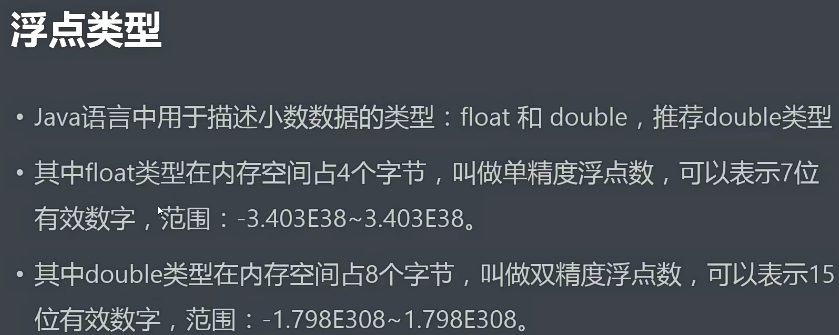 浮点类型
• Java语言中用于描述小数数据的类型：float 和 double，推荐double类型
• 其中float类型在内存空间占4个字节，叫做单精度浮点数，可以表示7位
有效数字，范围：-3.403E38~3.403E38。
• 其中double类型在内存空间占8个字节，叫做双精度浮点数，可以表示15
位有效数字，范围：-1.798E308~1.798E308。